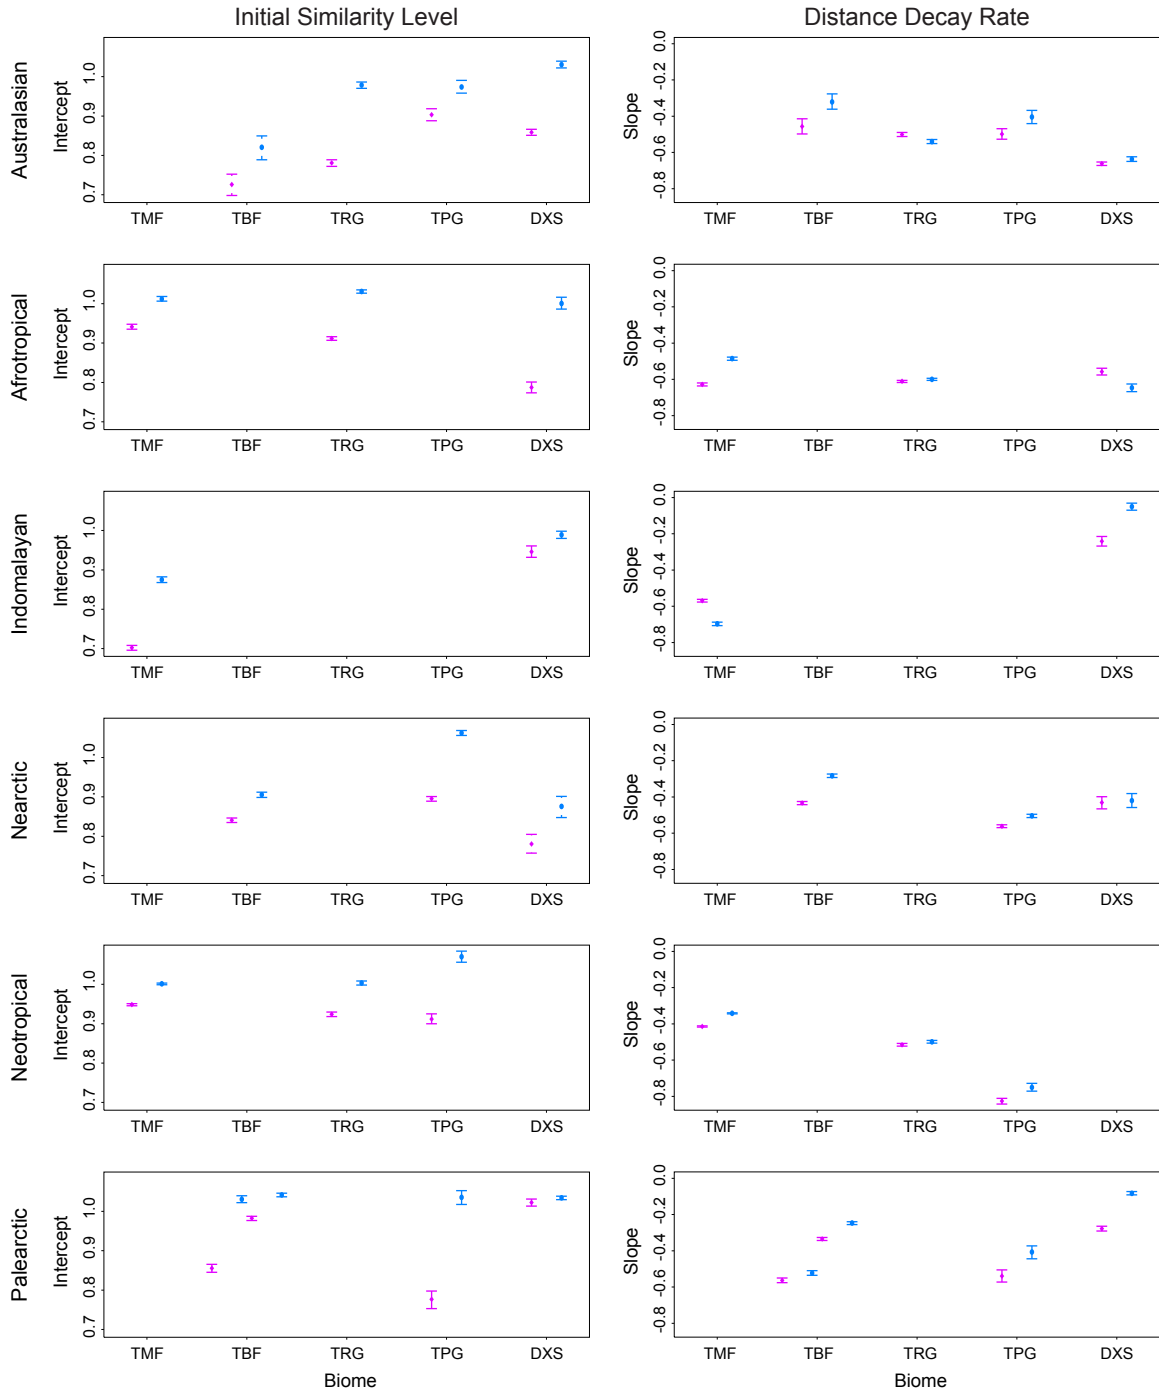 Initial Similarity Level
Distance Decay Rate
Australasian
Intercept
0.7 0.8 0.9 1.0
TMF TBF TRG TPG DXS
Slope
-0.8 -0.6 -0.4 -0.2 0.0
TMF TBF TRG TPG DXS
Afrotropical
Intercept
0.7 0.8 0.9 1.0
TMF TBF TRG TPG DXS
Slope
-0.8 -0.6 -0.4 -0.2 0.0
TMF TBF TRG TPG DXS
Indomalayan
Intercept
0.7 0.8 0.9 1.0
TMF TBF TRG TPG DXS
Slope
-0.8 -0.6 -0.4 -0.2 0.0
TMF TBF TRG TPG DXS
Nearctic
Intercept
0.7 0.8 0.9 1.0
TMF TBF TRG TPG DXS
Slope
-0.8 -0.6 -0.4 -0.2 0.0
TMF TBF TRG TPG DXS
Neotropical
Intercept
0.7 0.8 0.9 1.0
TMF TBF TRG TPG DXS
Slope
-0.8 -0.6 -0.4 -0.2 0.0
TMF TBF TRG TPG DXS
Palearctic
Intercept
0.7 0.8 0.9 1.0
TMF TBF TRG TPG DXS
Biome
Slope
-0.8 -0.6 -0.4 -0.2 0.0
TMF TBF TRG TPG DXS
Biome